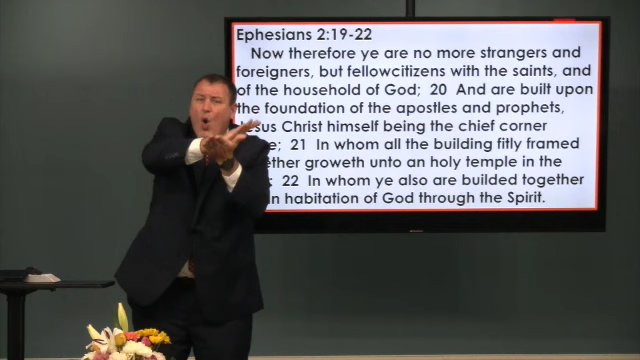 Ephesians 2:19-22
Now therefore ye are no more strangers and
foreigners, but fellowcitizens with the saints, and
of the household of God; 20 And are built upon
the foundation of the apostles and prophets,
Jesus Christ himself being the chief corner
21 In whom all the building fitly framed
groweth unto an holy temple in the
22 In whom ye also are builded together
habitation of God through the Spirit.